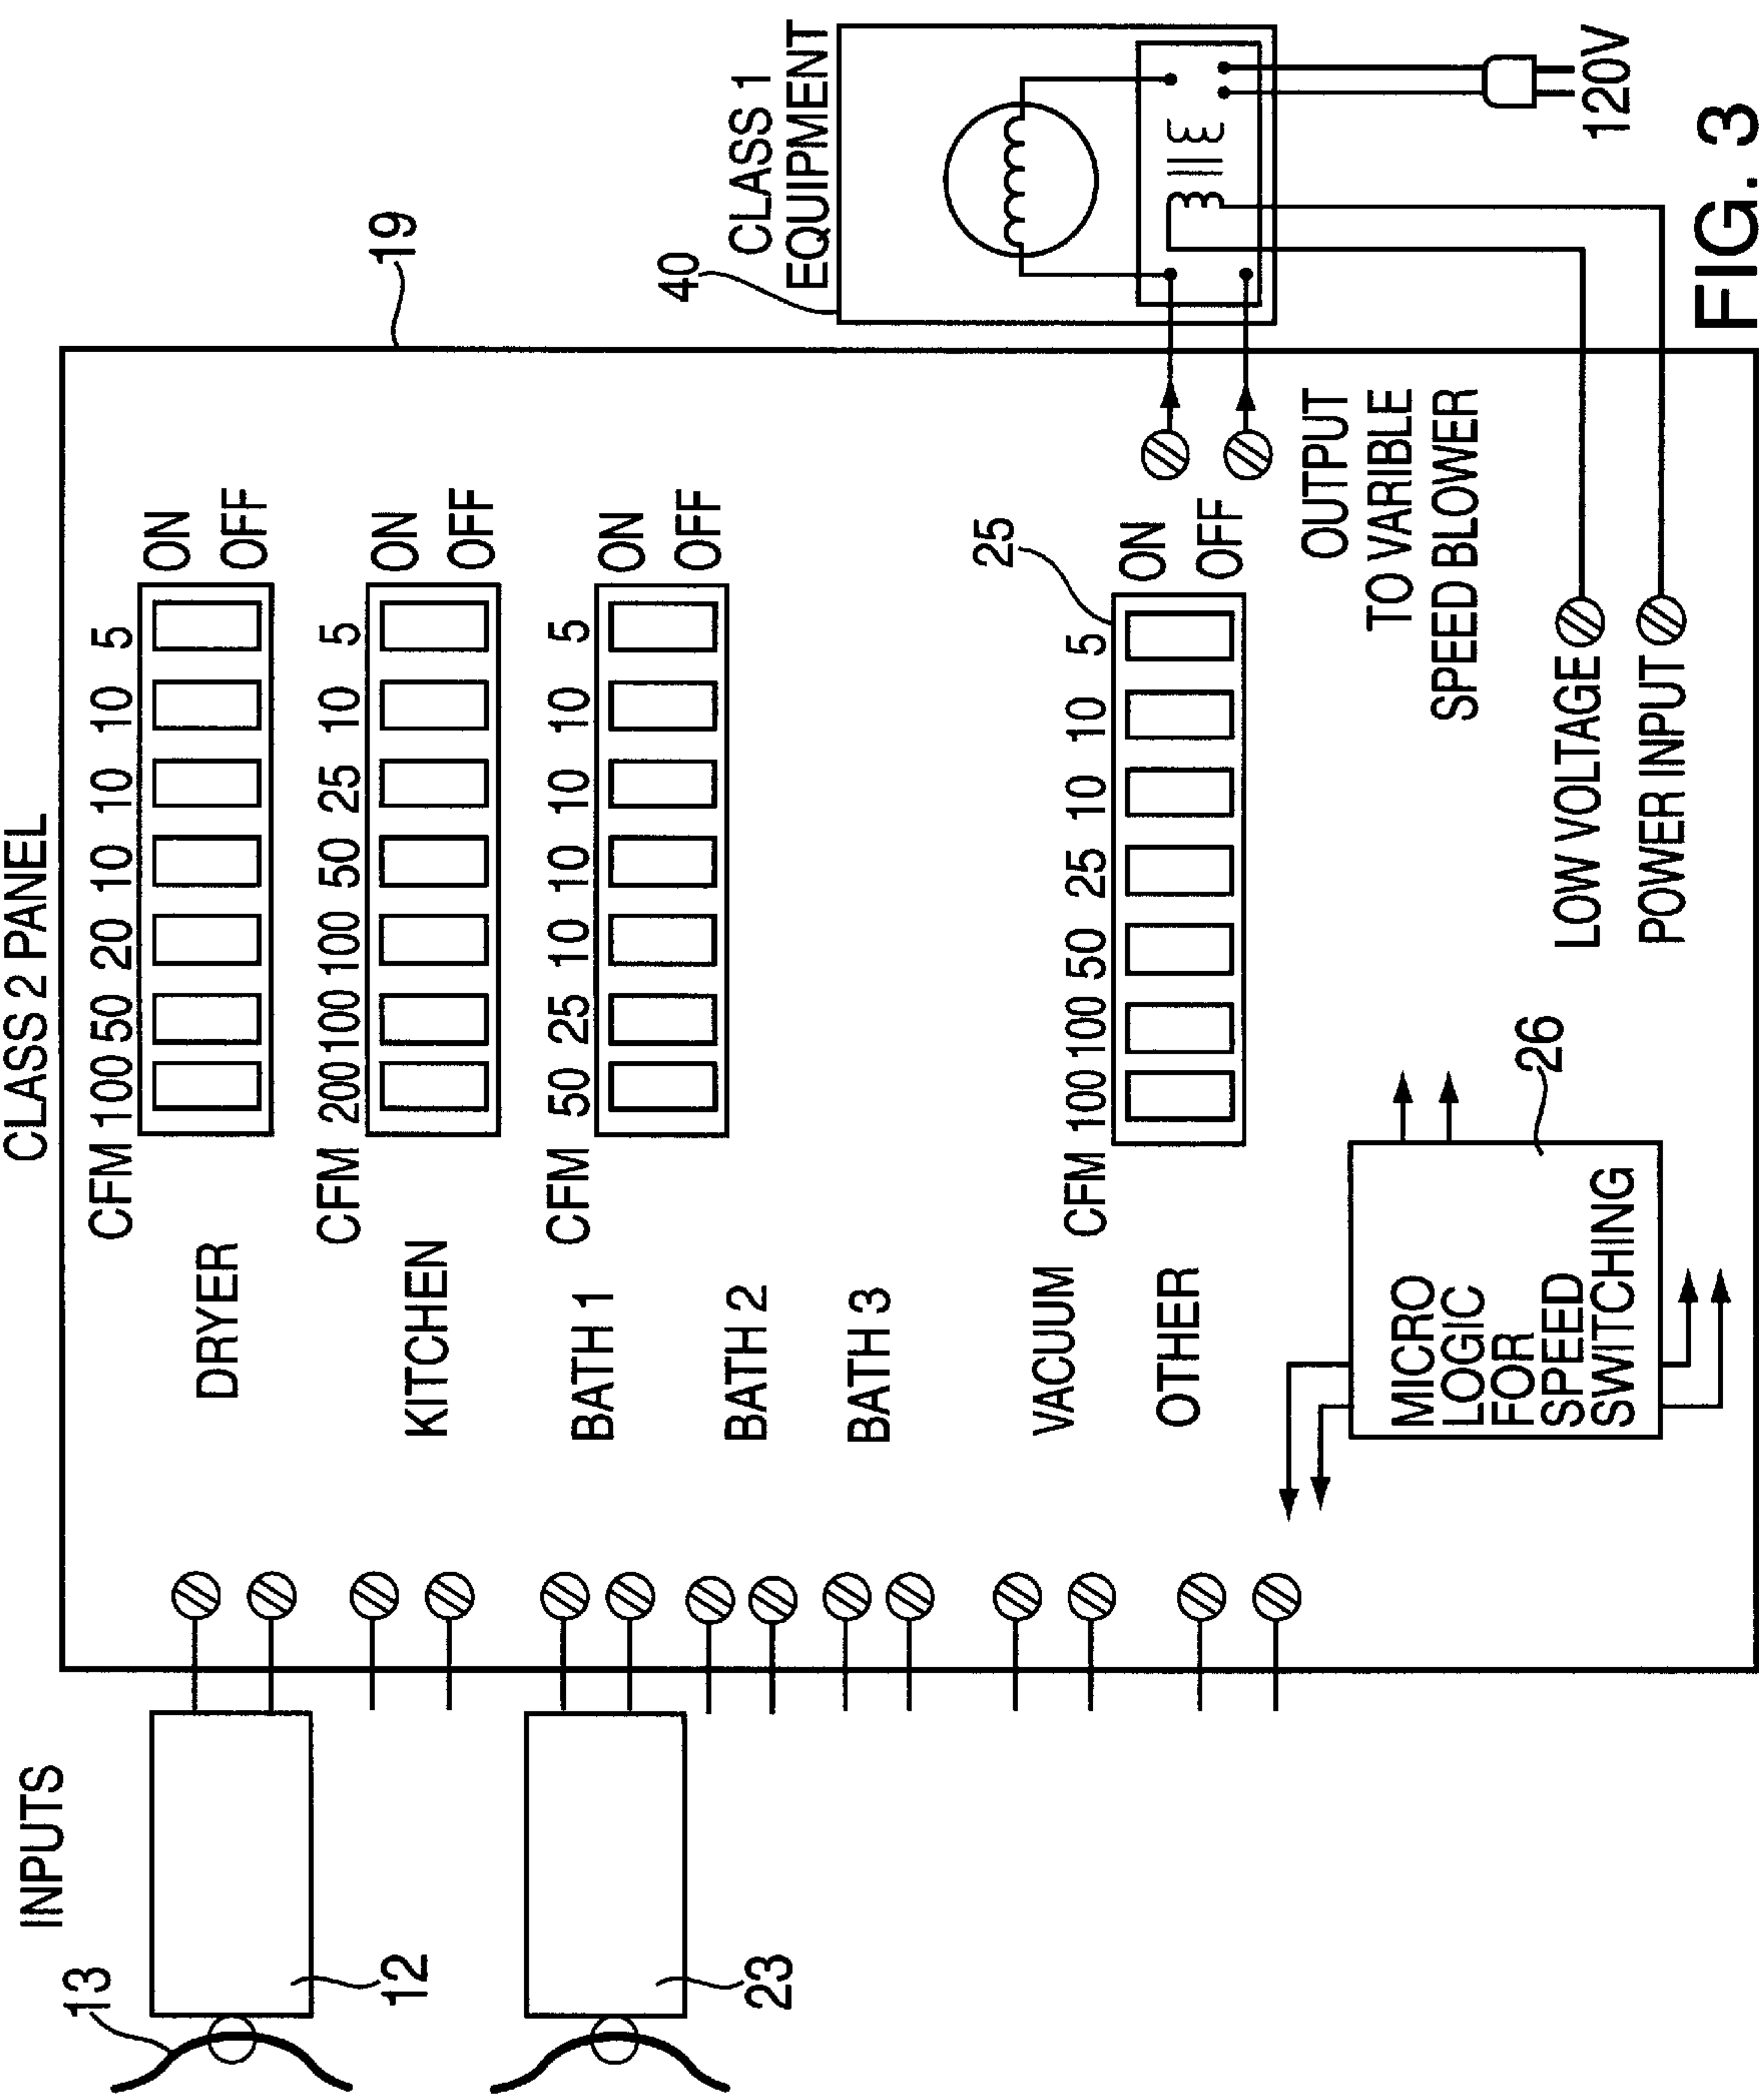 CLASS 2 PANEL
INPUTS
13
12
23
19
CFM 100 50 20 10 10 10 5
DRYER
ON
OFF
CFM 200 100 100 50 25 10 5
KITCHEN
ON
OFF
CFM 50 25 10 10 10 10 5
BATH 1
ON
OFF
BATH 2
BATH 3
VACUUM
CFM 100 100 50 25 10 10 5
25
OTHER
ON
OFF
OUTPUT
TO VARIBLE
SPEED BLOWER
MICRO
LOGIC
FOR
SPEED
SWITCHING
26
LOW VOLTAGE
POWER INPUT
40
CLASS 1
EQUIPMENT
120V
FIG. 3